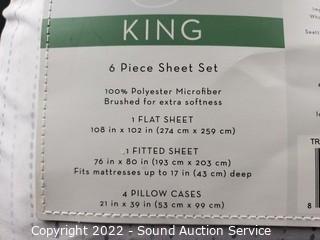 KING
6 Piece Sheet Set
100% Polyester Microfiber
Brushed for extra softness
1 FLAT SHEET
108 in x 102 in (274 cm x 259 cm)
1 FITTED SHEET
76 in x 80 in (193 cm x 203 cm)
Fits mattresses up to 17 in (43 cm) deep
4 PILLOW CASES
21 in x 39 in (53 cm x 99 cm)
TR
8
Copyright 2022 - Sound Auction Service